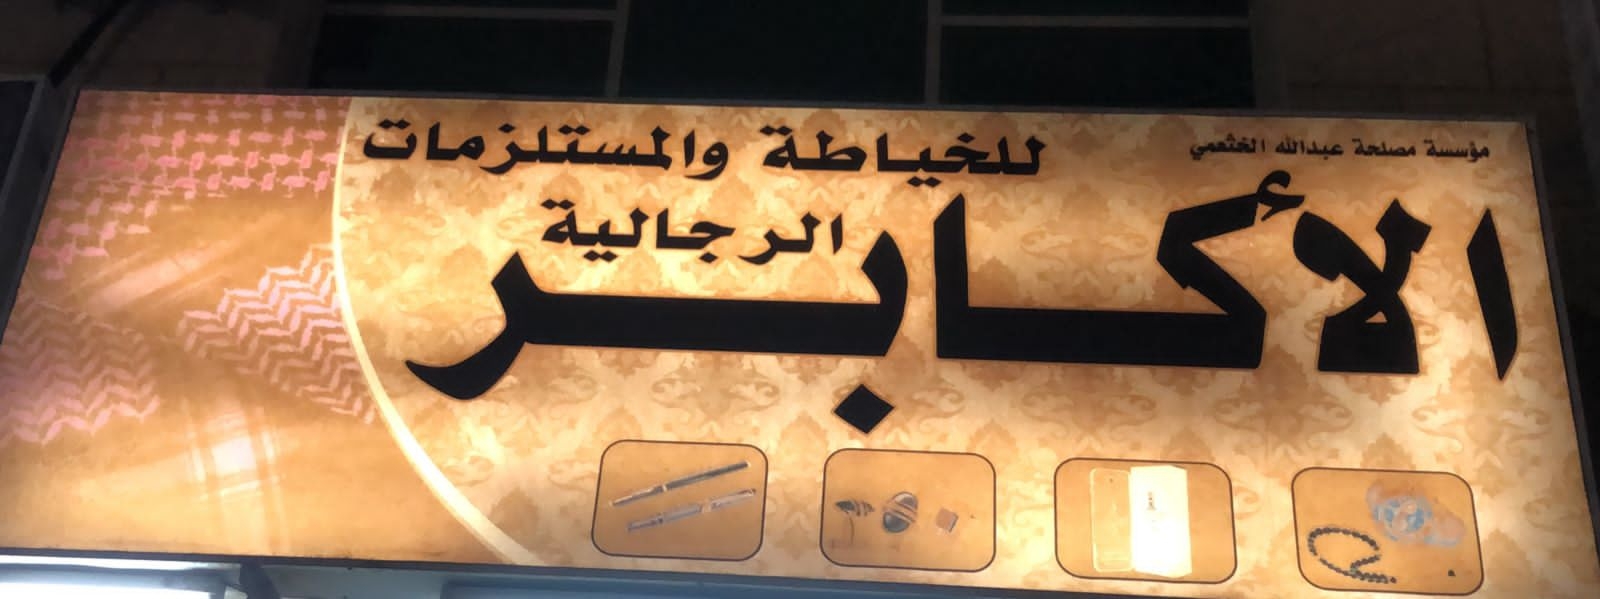 مؤسسة مصلحة عبدالله الخثعمي
الأكابر
للخياطة والمستلزمات
الرجالية